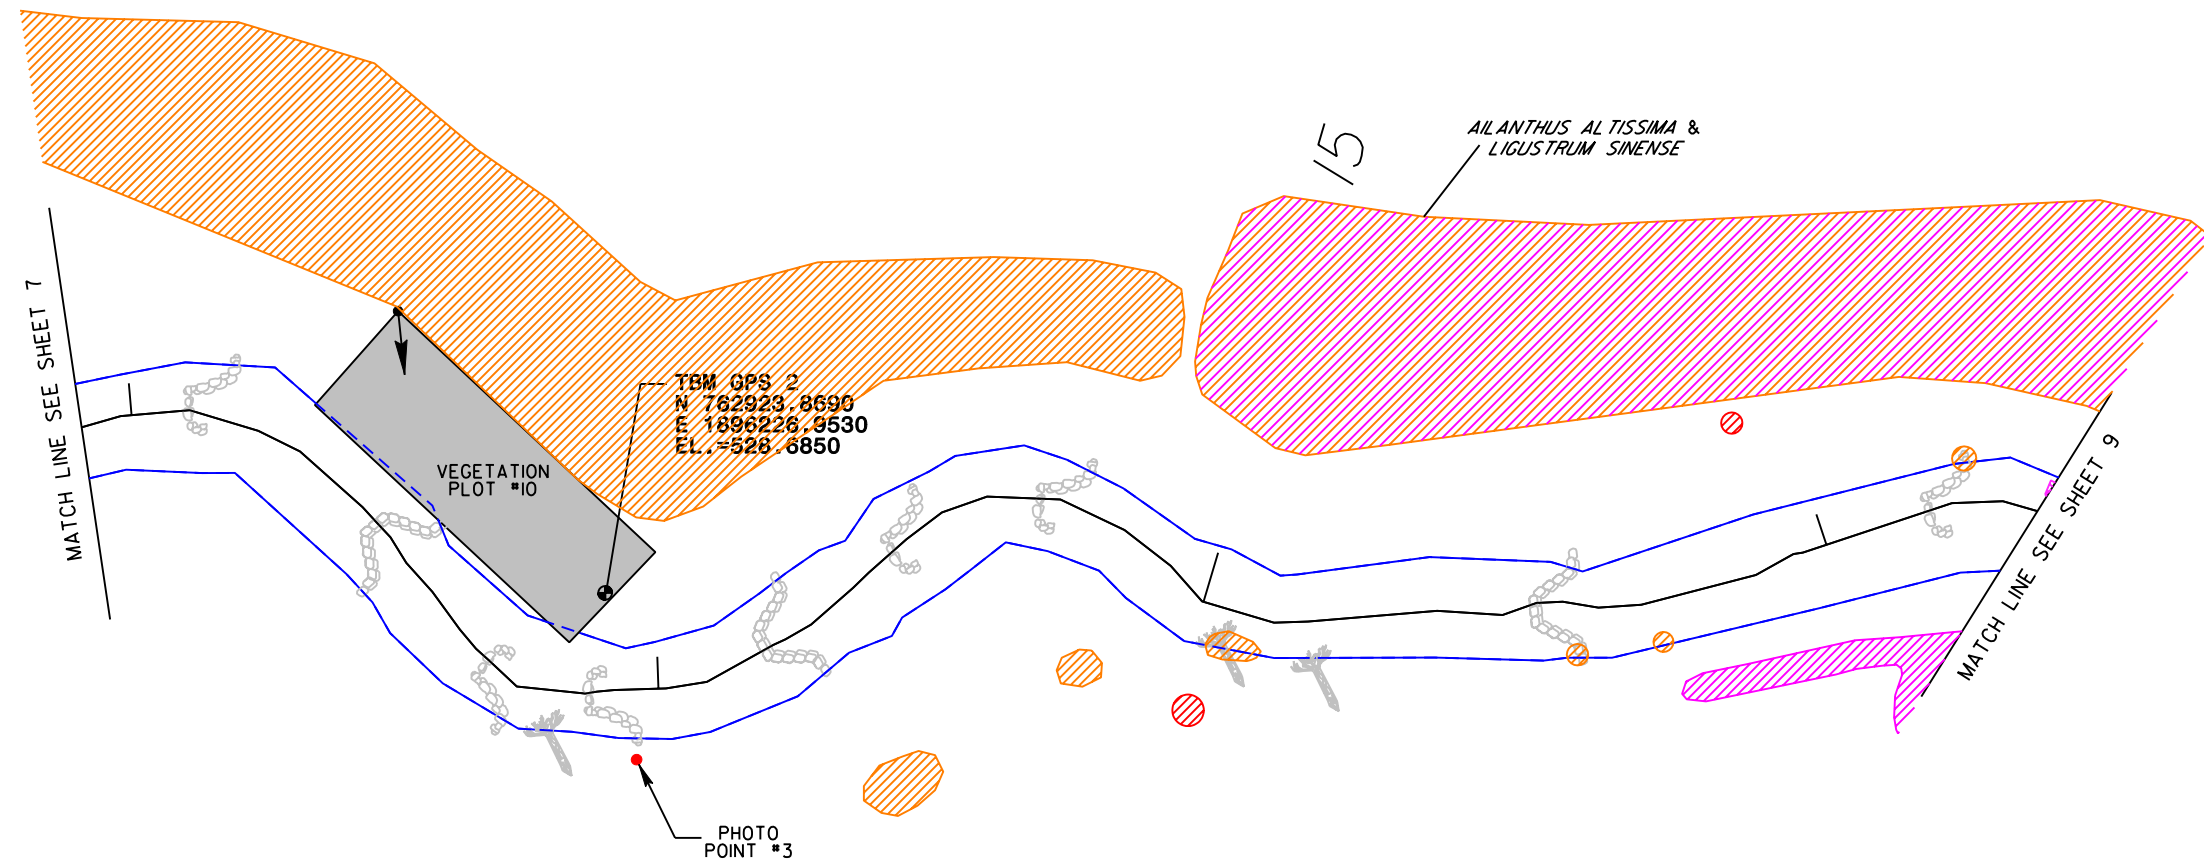 15
AILANTHUS ALTISSIMA &
LIGUSTRUM SINENSE
MATCH LINE SEE SHEET 7
TBM GPS 2
N 762923.8690
E 1896226.9530
EL.=528.6850
VEGETATION
PLOT #10
MATCH LINE SEE SHEET 9
PHOTO
POINT #3